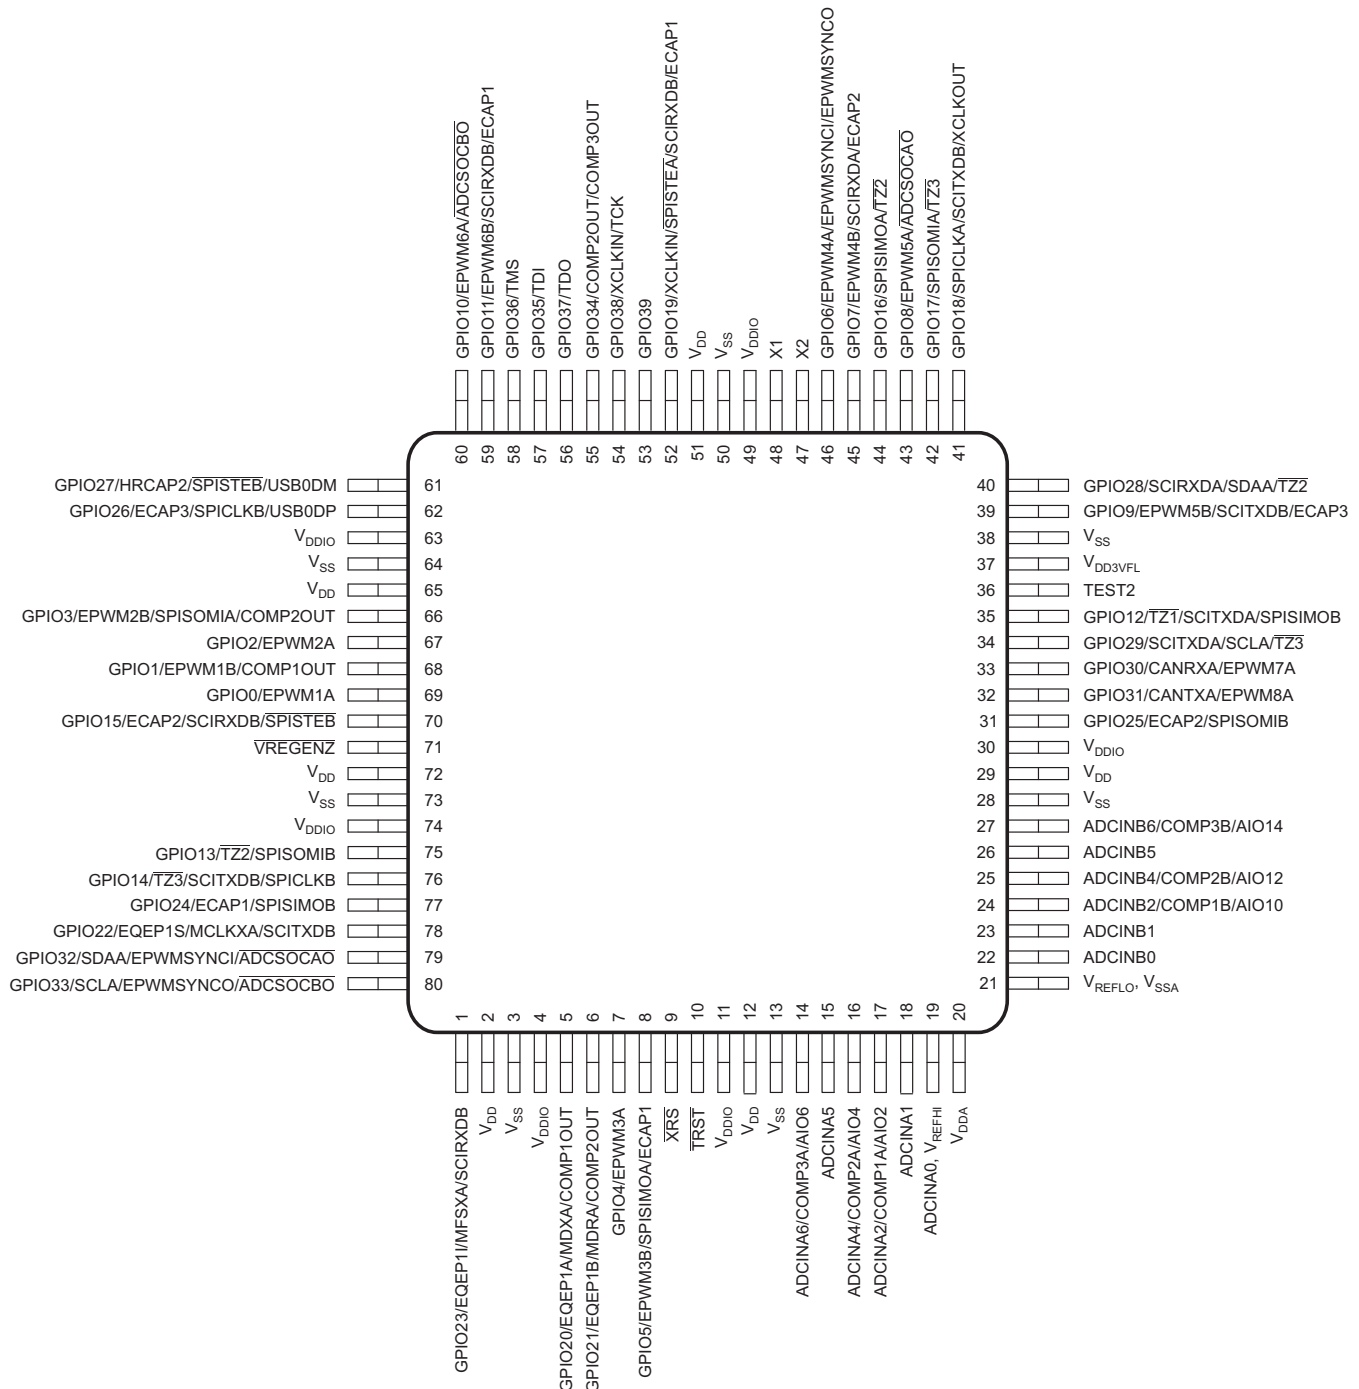 GPIO10/EPWM6A/ADCSOCBO
GPIO11/EPWM6B/SCIRXDB/ECAP1
GPIO36/TMS
GPIO35/TDI
GPIO37/TDO
GPIO34/COMP2OUT/COMP3OUT
GPIO38/XCLKIN/TCK
GPIO39
GPIO19/XCLKIN/SPISTEA/SCIRXDB/ECAP1
VDD
VSS
VDDIO
X1
X2
GPIO6/EPWM4A/EPWMSYNCI/EPWMSYNCO
GPIO7/EPWM4B/SCIRXDA/ECAP2
GPIO16/SPISIMOA/TZ2
GPIO8/EPWM5A/ADCSOCAO
GPIO17/SPISOMIA/TZ3
GPIO18/SPICLKA/SCITXDB/XCLKOUT
60
59
58
57
56
55
54
53
52
51
50
49
48
47
46
45
44
43
42
41
GPIO27/HRCAP2/SPISTEB/USB0DM 61
GPIO26/ECAP3/SPICLKB/USB0DP 62
VDDIO 63
VSS 64
VDD 65
GPIO3/EPWM2B/SPISOMIA/COMP2OUT 66
GPIO2/EPWM2A 67
GPIO1/EPWM1B/COMP1OUT 68
GPIO0/EPWM1A 69
GPIO15/ECAP2/SCIRXDB/SPISTEB 70
VREGENZ 71
VDD 72
VSS 73
VDDIO 74
GPIO13/TZ2/SPISOMIB 75
GPIO14/TZ3/SCITXDB/SPICLKB 76
GPIO24/ECAP1/SPISIMOB 77
GPIO22/EQEP1S/MCLKXA/SCITXDB 78
GPIO32/SDAA/EPWMSYNCI/ADCSOCAO 79
GPIO33/SCLA/EPWMSYNCO/ADCSOCBO 80
40 GPIO28/SCIRXDA/SDAA/TZ2
39 GPIO9/EPWM5B/SCITXDB/ECAP3
38 VSS
37 VDD3VFL
36 TEST2
35 GPIO12/TZ1/SCITXDA/SPISIMOB
34 GPIO29/SCITXDA/SCLA/TZ3
33 GPIO30/CANRXA/EPWM7A
32 GPIO31/CANTXA/EPWM8A
31 GPIO25/ECAP2/SPISOMIB
30 VDDIO
29 VDD
28 VSS
27 ADCINB6/COMP3B/AIO14
26 ADCINB5
25 ADCINB4/COMP2B/AIO12
24 ADCINB2/COMP1B/AIO10
23 ADCINB1
22 ADCINB0
21 VREFLO, VSSA
1
2
3
4
5
6
7
8
9
10
11
12
13
14
15
16
17
18
19
20
GPIO23/EQEP1I/MFSXA/SCIRXDB
VDD
VSS
VDDIO
GPIO20/EQEP1A/MDXA/COMP1OUT
GPIO21/EQEP1B/MDRA/COMP2OUT
GPIO4/EPWM3A
GPIO5/EPWM3B/SPISIMOA/ECAP1
XRS
TRST
VDDIO
VDD
VSS
ADCINA6/COMP3A/AIO6
ADCINA5
ADCINA4/COMP2A/AIO4
ADCINA2/COMP1A/AIO2
ADCINA1
ADCINA0, VREFHI
VDDA